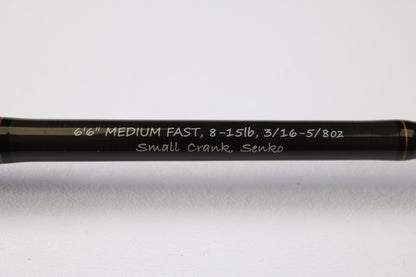 6'6" MEDIUM FAST, 8-15lb, 3/16-5/8oz
Small Crank, Senko